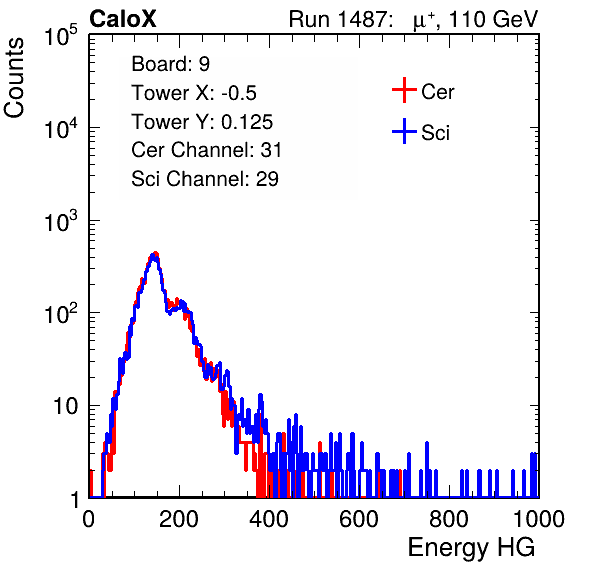 CaloX Run 1487: μ⁺, 110 GeV
Counts
10⁵
10⁴
10³
10²
10
1
Board: 9
Tower X: -0.5
Tower Y: 0.125
Cer Channel: 31
Sci Channel: 29
Cer
Sci
0 200 400 600 800 1000
Energy HG